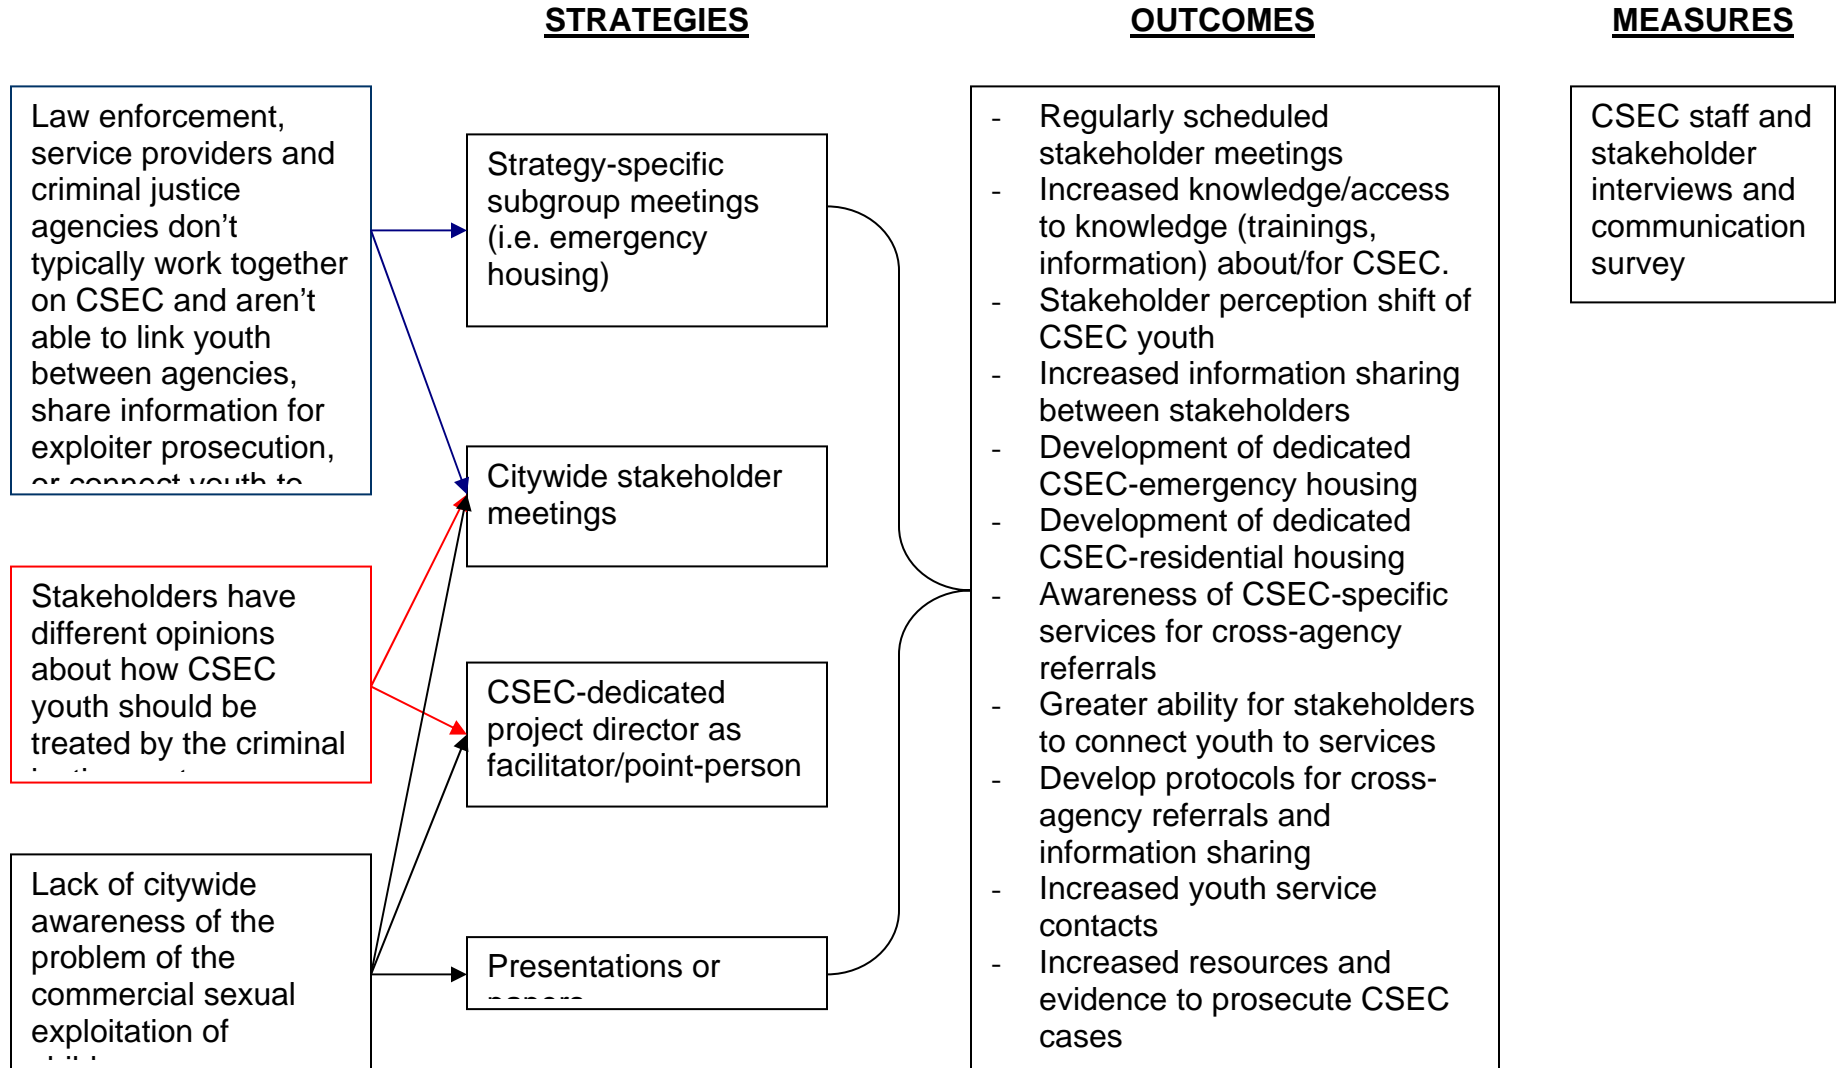 STRATEGIES
OUTCOMES
MEASURES
Law enforcement,
service providers and
criminal justice
agencies don’t
typically work together
on CSEC and aren’t
able to link youth
between agencies,
share information for
exploiter prosecution,
or connect youth to
Stakeholders have
different opinions
about how CSEC
youth should be
treated by the criminal
Lack of citywide
awareness of the
problem of the
commercial sexual
exploitation of
Strategy-specific
subgroup meetings
(i.e. emergency
housing)
Citywide stakeholder
meetings
CSEC-dedicated
project director as
facilitator/point-person
Presentations or
- Regularly scheduled
stakeholder meetings
- Increased knowledge/access
to knowledge (trainings,
information) about/for CSEC.
- Stakeholder perception shift of
CSEC youth
- Increased information sharing
between stakeholders
- Development of dedicated
CSEC-emergency housing
- Development of dedicated
CSEC-residential housing
- Awareness of CSEC-specific
services for cross-agency
referrals
- Greater ability for stakeholders
to connect youth to services
- Develop protocols for cross-
agency referrals and
information sharing
- Increased youth service
contacts
- Increased resources and
evidence to prosecute CSEC
cases
CSEC staff and
stakeholder
interviews and
communication
survey